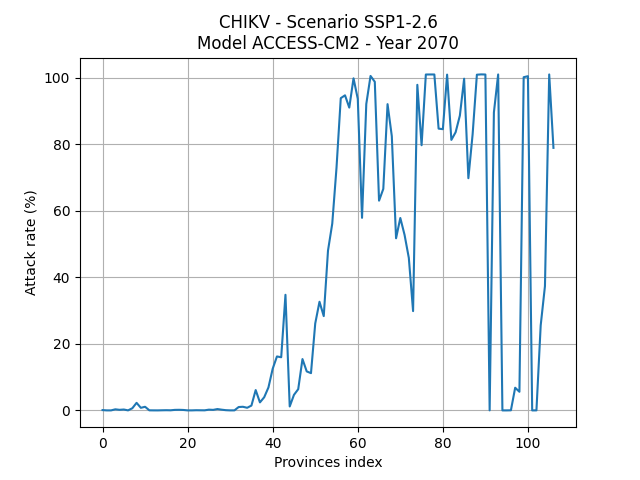 CHIKV - Scenario SSP1-2.6
Model ACCESS-CM2 - Year 2070
100
80
60
40
20
0
Attack rate (%)
0 20 40 60 80 100
Provinces index